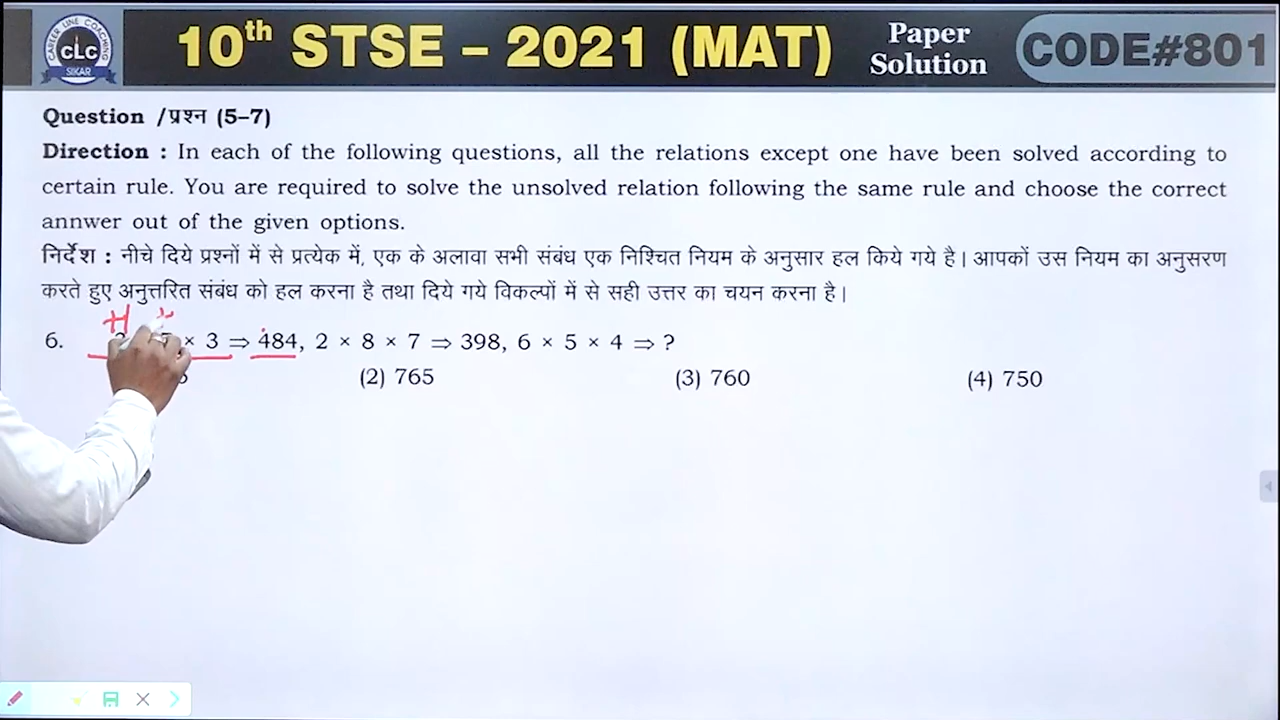 CAREER LINE COACHING
CLC
SIKAR
10th STSE – 2021 (MAT)
Paper
Solution
CODE#801
Question /प्रश्न (5–7)
Direction : In each of the following questions, all the relations except one have been solved according to
certain rule. You are required to solve the unsolved relation following the same rule and choose the correct
annwer out of the given options.
निर्देश : नीचे दिये प्रश्नों में से प्रत्येक में, एक के अलावा सभी संबंध एक निश्चित नियम के अनुसार हल किये गये है। आपकों उस नियम का अनुसरण
करते हुए अनुत्तरित संबंध को हल करना है तथा दिये गये विकल्पों में से सही उत्तर का चयन करना है।
H
6. × 3 ⇒ 484, 2 × 8 × 7 ⇒ 398, 6 × 5 × 4 ⇒ ?
(2) 765 (3) 760 (4) 750